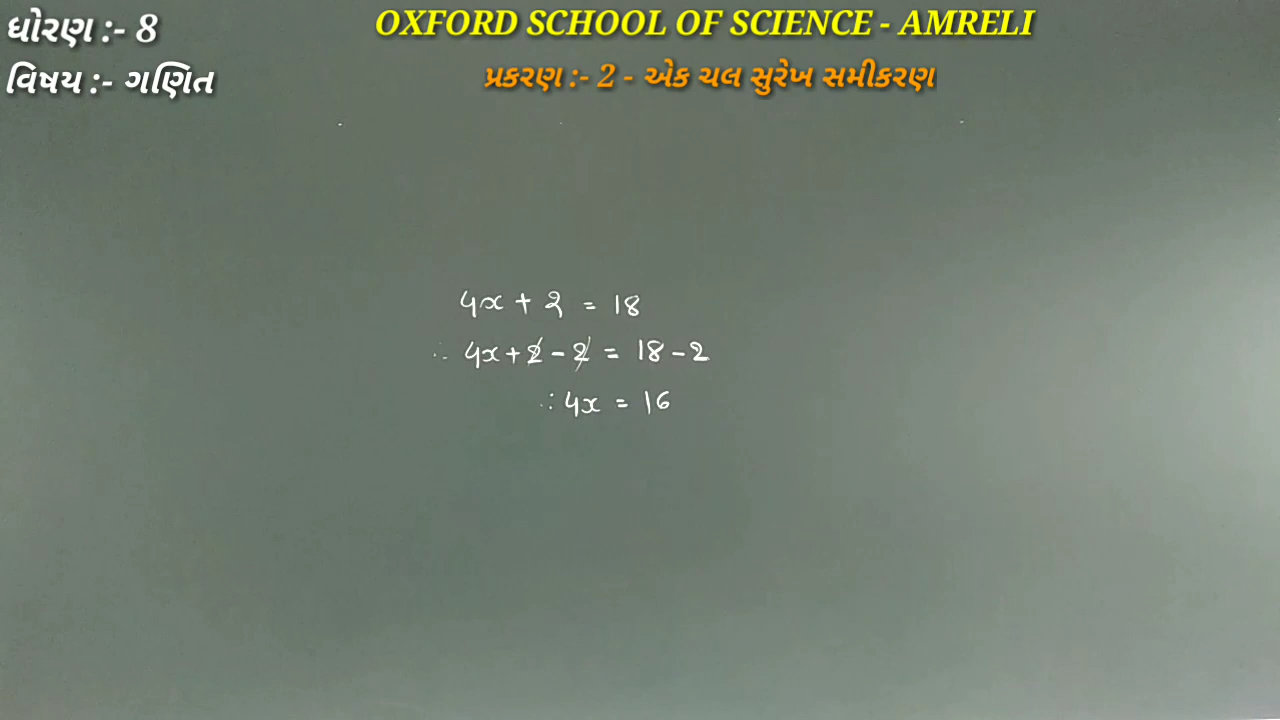 ધોરણ :- 8
OXFORD SCHOOL OF SCIENCE - AMRELI
વિષય :- ગણિત
પ્રકરણ :- 2 - એક ચલ સુરેખ સમીકરણ
4x + 2 = 18
∴ 4x + 2 - 2 = 18 - 2
∴ 4x = 16